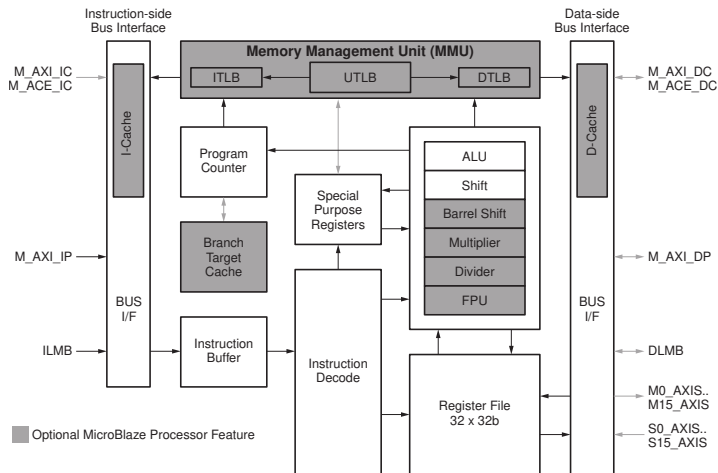 Instruction-side
Bus Interface
Data-side
Bus Interface
Memory Management Unit (MMU)
ITLB
UTLB
DTLB
M_AXI_IC
M_ACE_IC
M_AXI_DC
M_ACE_DC
I-Cache
D-Cache
Program
Counter
ALU
Shift
Special
Purpose
Registers
Barrel Shift
Multiplier
Divider
FPU
Branch
Target
Cache
M_AXI_IP
M_AXI_DP
BUS
I/F
BUS
I/F
ILMB
Instruction
Buffer
Instruction
Decode
DLMB
Register File
32 x 32b
M0_AXIS..
M15_AXIS
S0_AXIS..
S15_AXIS
Optional MicroBlaze Processor Feature